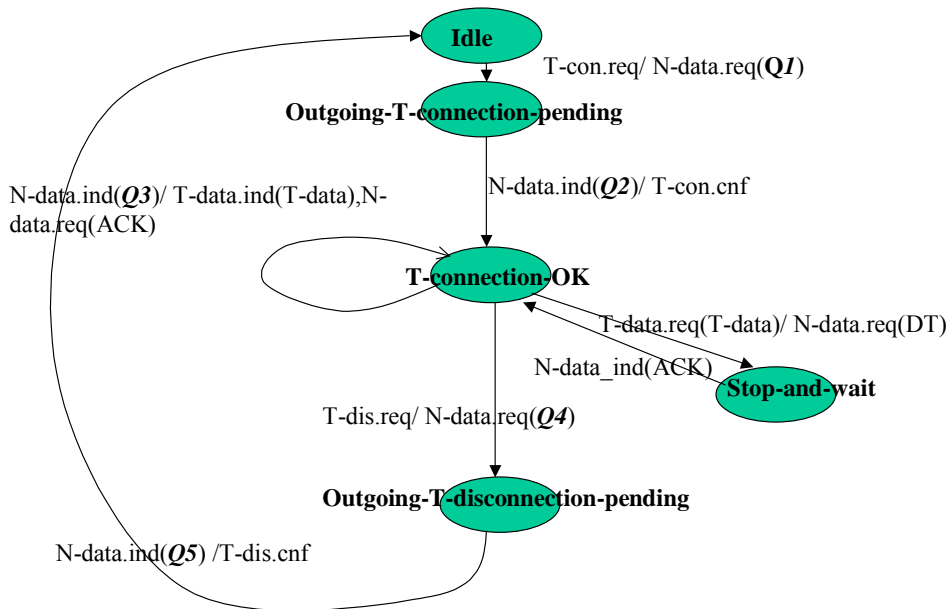 Idle
T-con.req/ N-data.req(Q1)
Outgoing-T-connection-pending
N-data.ind(Q2)/ T-con.cnf
N-data.ind(Q3)/ T-data.ind(T-data),N-
data.req(ACK)
T-connection-OK
T-data.req(T-data)/ N-data.req(DT)
N-data_ind(ACK)
Stop-and-wait
T-dis.req/ N-data.req(Q4)
Outgoing-T-disconnection-pending
N-data.ind(Q5) /T-dis.cnf